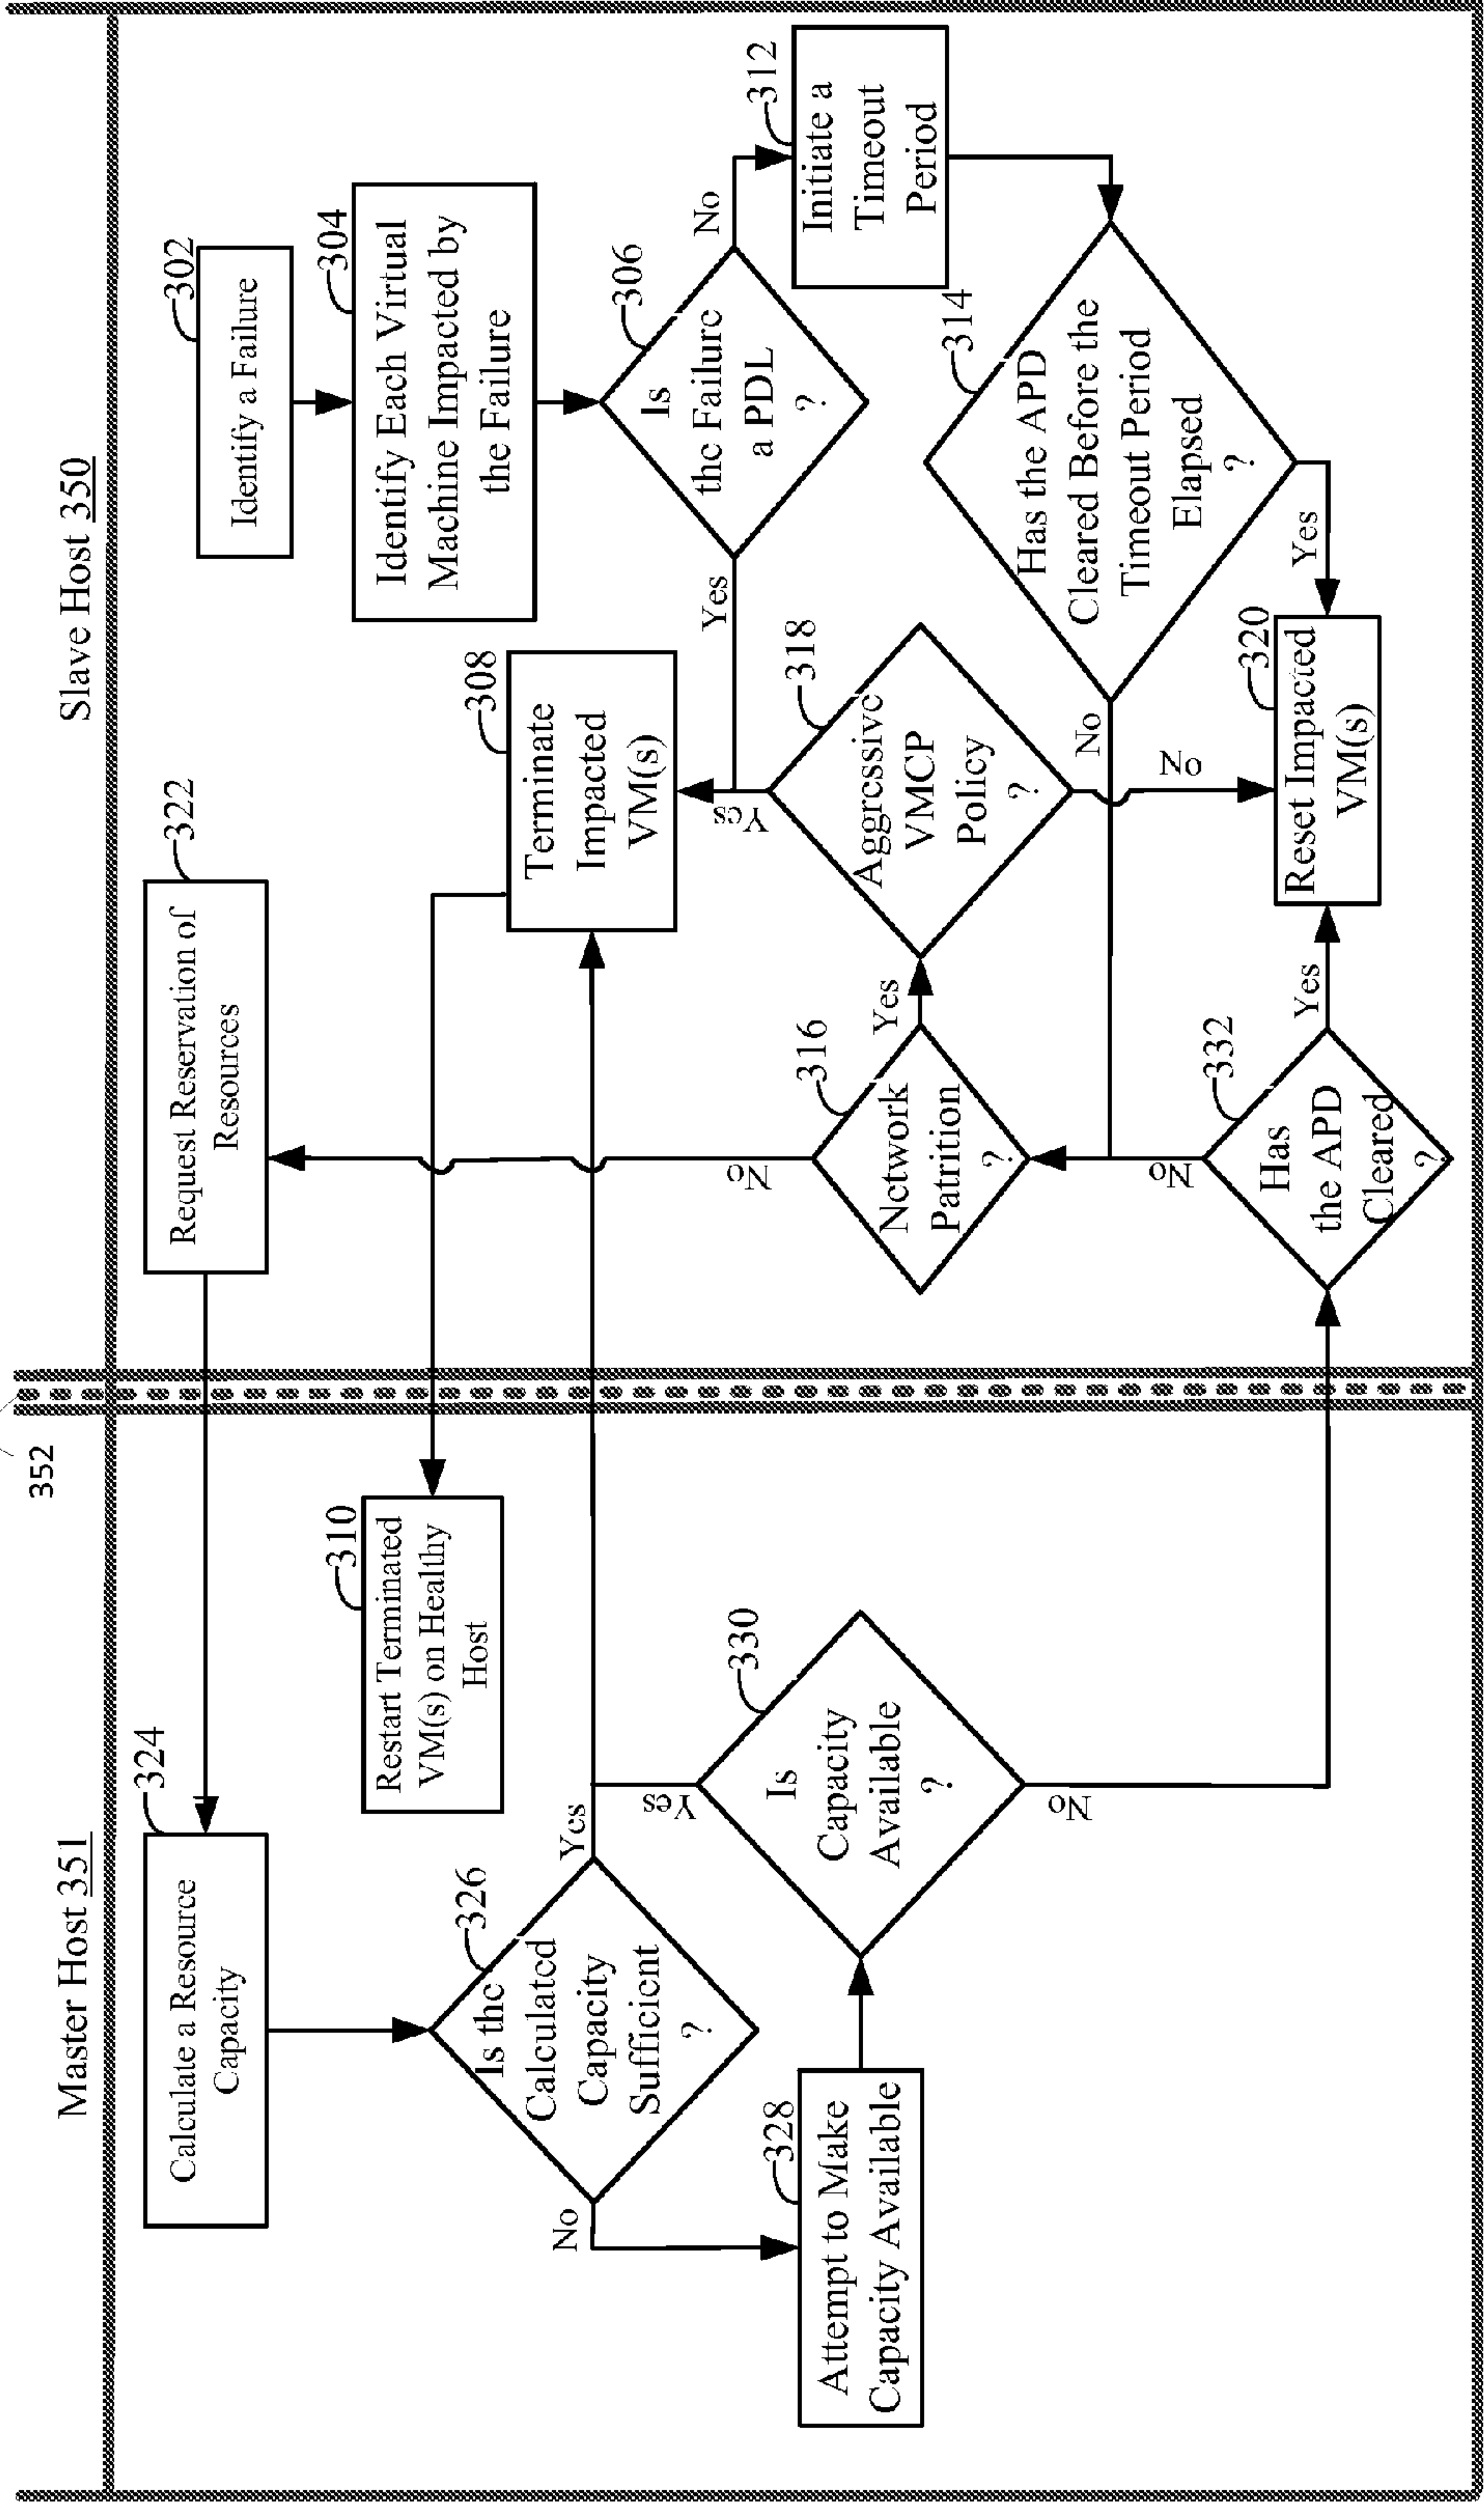 352
Master Host 351
Slave Host 350
324
Calculate a Resource
Capacity
326
Is the
Calculated
Capacity
Sufficient
?
Yes
No
328
Attempt to Make
Capacity Available
330
Is
Capacity
Available
?
Yes
No
310
Restart Terminated
VM(s) on Healthy
Host
322
Request Reservation of
Resources
302
Identify a Failure
304
Identify Each Virtual
Machine Impacted by
the Failure
306
Is
the Failure
a PDL
?
Yes
No
308
Terminate
Impacted
VM(s)
312
Initiate a
Timeout
Period
314
Has the APD
Cleared Before the
Timeout Period
Elapsed
?
No
Yes
316
Network
Patrition
?
No
Yes
318
Aggressive
VMCP
Policy
?
Yes
No
320
Reset Impacted
VM(s)
332
Has
the APD
Cleared
?
No
Yes